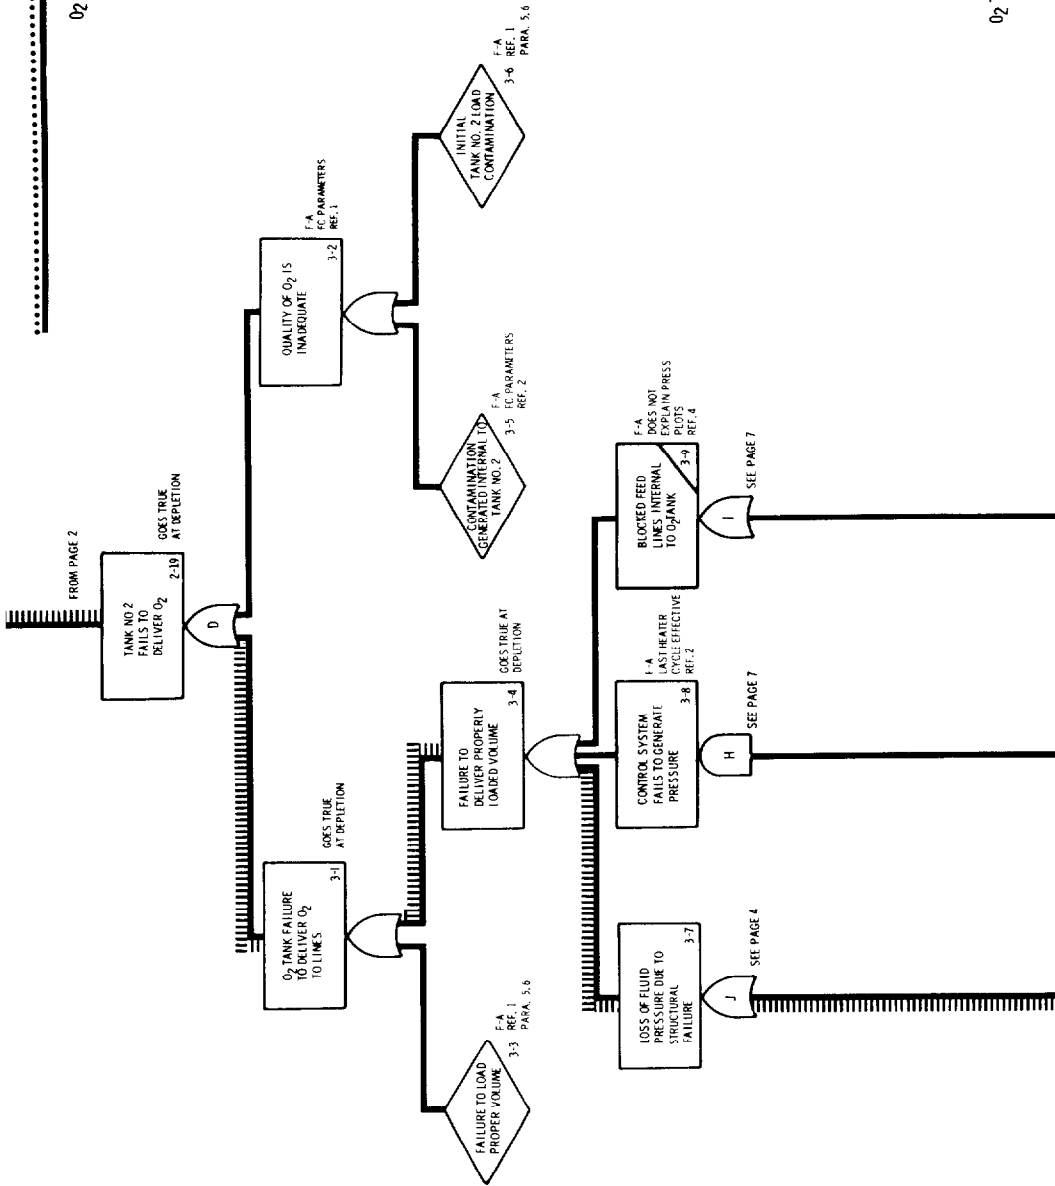 O2
O2
FROM PAGE 2
TANK NO 2
FAILS TO
DELIVER O2
2-19
GOES TRUE
AT DEPLETION
D
O2 TANK FAILURE
TO DELIVER O2
TO LINES
3-1
GOES TRUE
AT DEPLETION
QUALITY OF O2 IS
INADEQUATE
3-2
F-A
FC PARAMETERS
REF. 1
FAILURE TO LOAD
PROPER VOLUME
3-3
F-A
REF. 1
PARA. 5.6
FAILURE TO
DELIVER PROPERLY
LOADED VOLUME
3-4
GOES TRUE AT
DEPLETION
CONTAMINATION
GENERATED INTERNAL TO
TANK NO. 2
3-5
F-A
FC PARAMETERS
REF. 2
INITIAL
TANK NO. 2 LOAD
CONTAMINATION
3-6
F-A
REF. 1
PARA. 5.6
LOSS OF FLUID
PRESSURE DUE TO
STRUCTURAL
FAILURE
3-7
J
SEE PAGE 4
CONTROL SYSTEM
FAILS TO GENERATE
PRESSURE
3-8
F-A
LAST HEATER
CYCLE EFFECTIVE
REF. 2
H
SEE PAGE 7
BLOCKED FEED
LINES INTERNAL
TO O2 TANK
3-9
F-A
DOES NOT
EXPLAIN PRESS
PLOTS
REF. 4
I
SEE PAGE 7